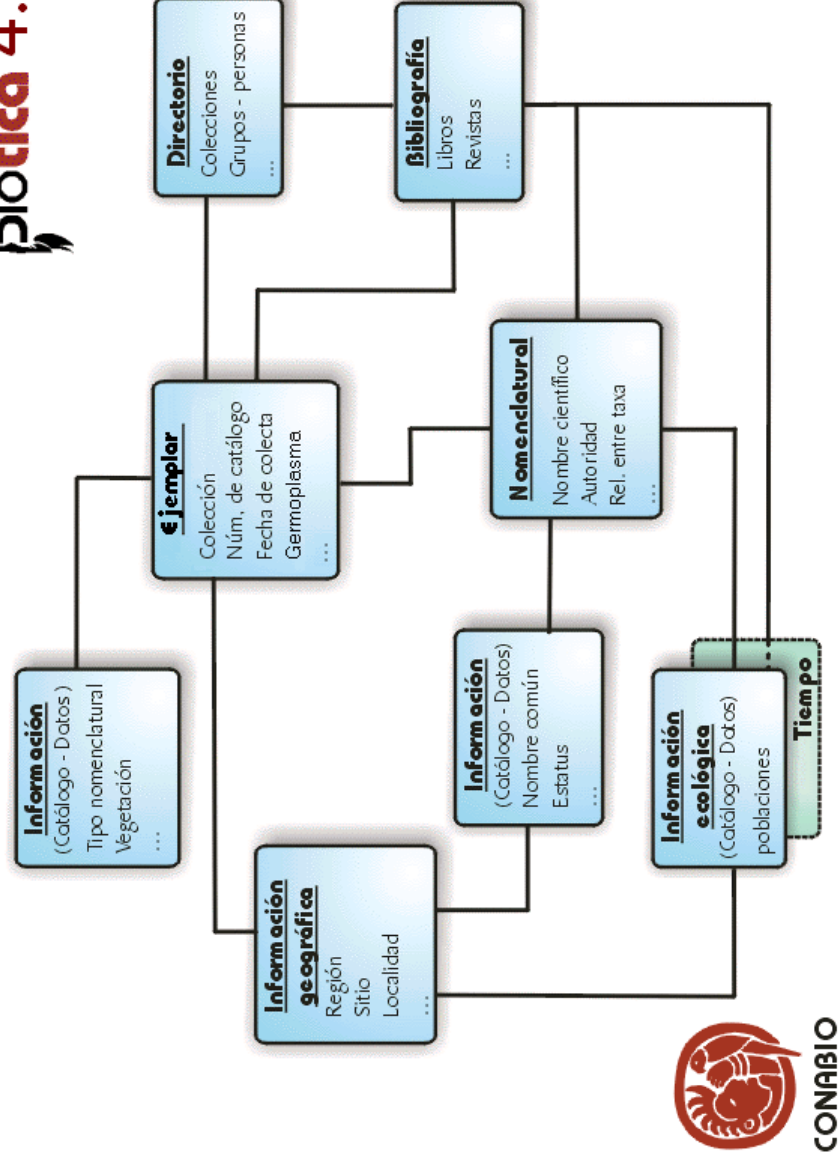 Biotica 4.
Información
(Catálogo - Datos)
Tipo nomenclatural
Vegetación
...
Ejemplar
Colección
Núm. de catálogo
Fecha de colecta
Germoplasma
...
Directorio
Colecciones
Grupos - personas
...
Información
geográfica
Región
Sitio
Localidad
...
Bibliografía
Libros
Revistas
...
Información
(Catálogo - Datos)
Nombre común
Estatus
...
Nomenclatural
Nombre científico
Autoridad
Rel. entre taxa
...
Información
ecológica
(Catálogo - Datos)
poblaciones
Tiempo
CONABIO